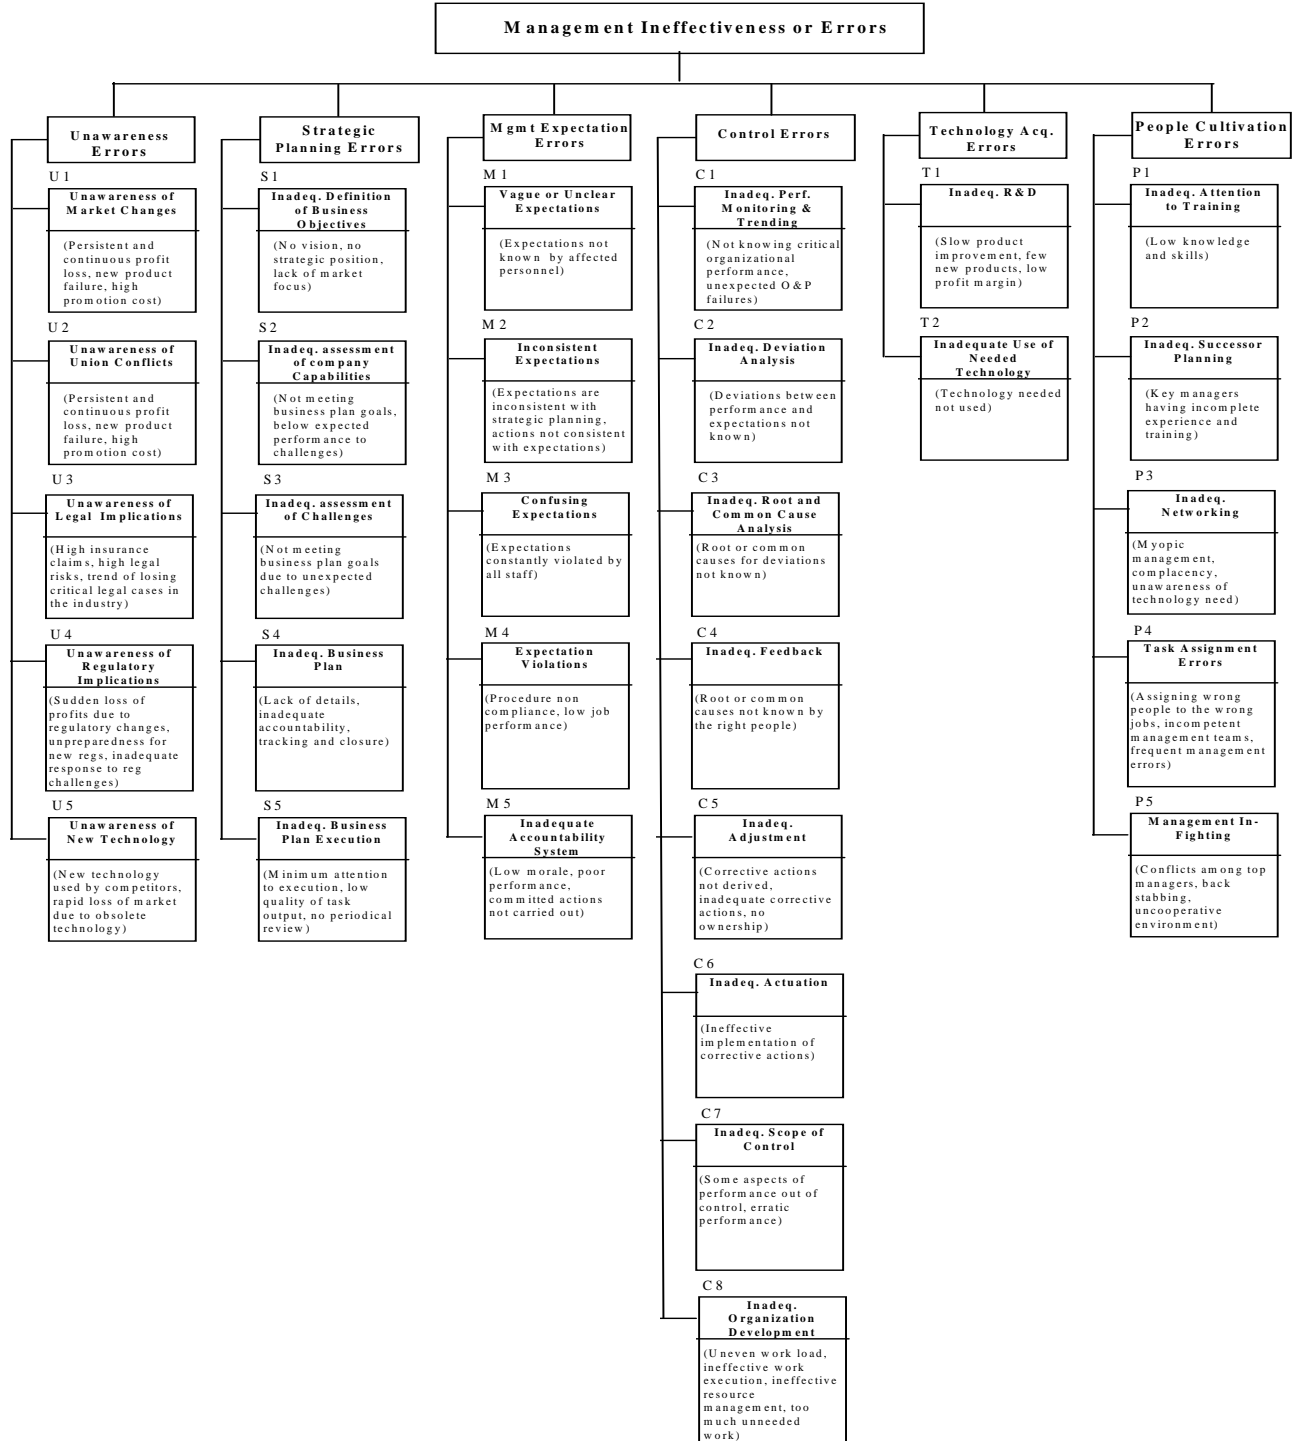 Management Ineffectiveness or Errors
Unawareness
Errors
U1
Unawareness of
Market Changes
(Persistent and
continuous profit
loss, new product
failure, high
promotion cost)
U2
Unawareness of
Union Conflicts
(Persistent and
continuous profit
loss, new product
failure, high
promotion cost)
U3
Unawareness of
Legal Implications
(High insurance
claims, high legal
risks, trend of losing
critical legal cases in
the industry)
U4
Unawareness of
Regulatory
Implications
(Sudden loss of
profits due to
regulatory changes,
unpreparedness for
new regs, inadequate
response to reg
challenges)
U5
Unawareness of
New Technology
(New technology
used by competitors,
rapid loss of market
due to obsolete
technology)
Strategic
Planning Errors
S1
Inadeq. Definition
of Business
Objectives
(No vision, no
strategic position,
lack of market
focus)
S2
Inadeq. assessment
of company
Capabilities
(Not meeting
business plan goals,
below expected
performance to
challenges)
S3
Inadeq. assessment
of Challenges
(Not meeting
business plan goals
due to unexpected
challenges)
S4
Inadeq. Business
Plan
(Lack of details,
inadequate
accountability,
tracking and closure)
S5
Inadeq. Business
Plan Execution
(Minimum attention
to execution, low
quality of task
output, no periodical
review)
Mgmt Expectation
Errors
M1
Vague or Unclear
Expectations
(Expectations not
known by affected
personnel)
M2
Inconsistent
Expectations
(Expectations are
inconsistent with
strategic planning,
actions not consistent
with expectations)
M3
Confusing
Expectations
(Expectations
constantly violated by
all staff)
M4
Expectation
Violations
(Procedure non
compliance, low job
performance)
M5
Inadequate
Accountability
System
(Low morale, poor
performance,
committed actions
not carried out)
Control Errors
C1
Inadeq. Perf.
Monitoring &
Trending
(Not knowing critical
organizational
performance,
unexpected O&P
failures)
C2
Inadeq. Deviation
Analysis
(Deviations between
performance and
expectations not
known)
C3
Inadeq. Root and
Common Cause
Analysis
(Root or common
causes for deviations
not known)
C4
Inadeq. Feedback
(Root or common
causes not known by
the right people)
C5
Inadeq.
Adjustment
(Corrective actions
not derived,
inadequate corrective
actions, no
ownership)
C6
Inadeq. Actuation
(Ineffective
implementation of
corrective actions)
C7
Inadeq. Scope of
Control
(Some aspects of
performance out of
control, erratic
performance)
C8
Inadeq.
Organization
Development
(Uneven work load,
ineffective work
execution, ineffective
resource
management, too
much unneeded
work)
Technology Acq.
Errors
T1
Inadeq. R&D
(Slow product
improvement, few
new products, low
profit margin)
T2
Inadequate Use of
Needed
Technology
(Technology needed
not used)
People Cultivation
Errors
P1
Inadeq. Attention
to Training
(Low knowledge
and skills)
P2
Inadeq. Successor
Planning
(Key managers
having incomplete
experience and
training)
P3
Inadeq.
Networking
(Myopic
management,
complacency,
unawareness of
technology need)
P4
Task Assignment
Errors
(Assigning wrong
people to the wrong
jobs, incompetent
management teams,
frequent management
errors)
P5
Management In-
Fighting
(Conflicts among top
managers, back
stabbing,
uncooperative
environment)